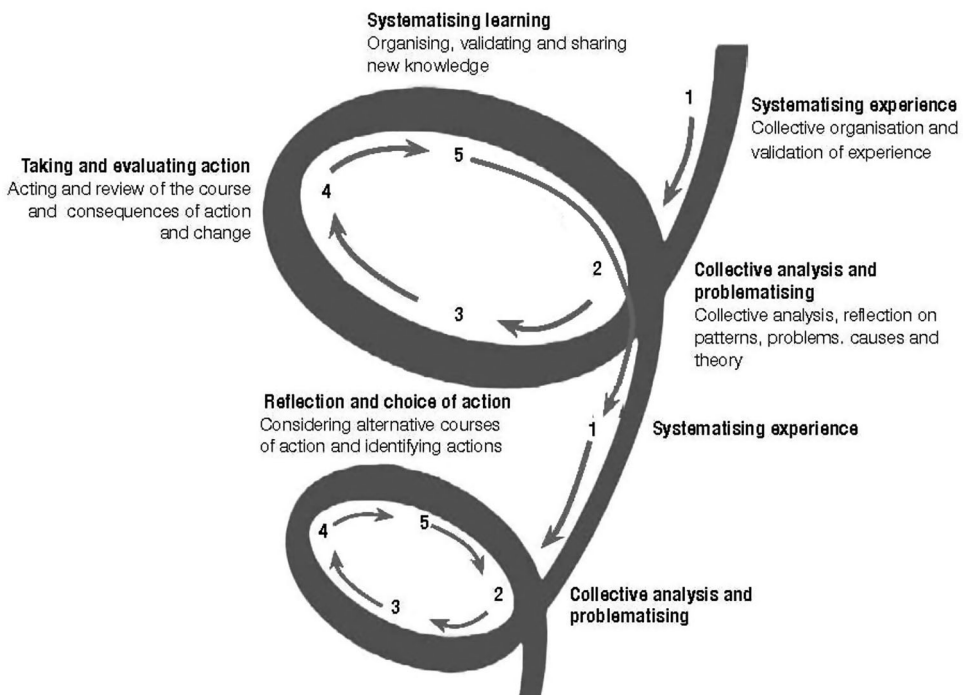 Systematising learning
Organising, validating and sharing
new knowledge
1
Systematising experience
Collective organisation and
validation of experience
Taking and evaluating action
Acting and review of the course
and consequences of action
and change
5
4
2
3
Collective analysis and
problematising
Collective analysis, reflection on
patterns, problems. causes and
theory
Reflection and choice of action
Considering alternative courses
of action and identifying actions
1
Systematising experience
5
4
2
3
Collective analysis and
problematising